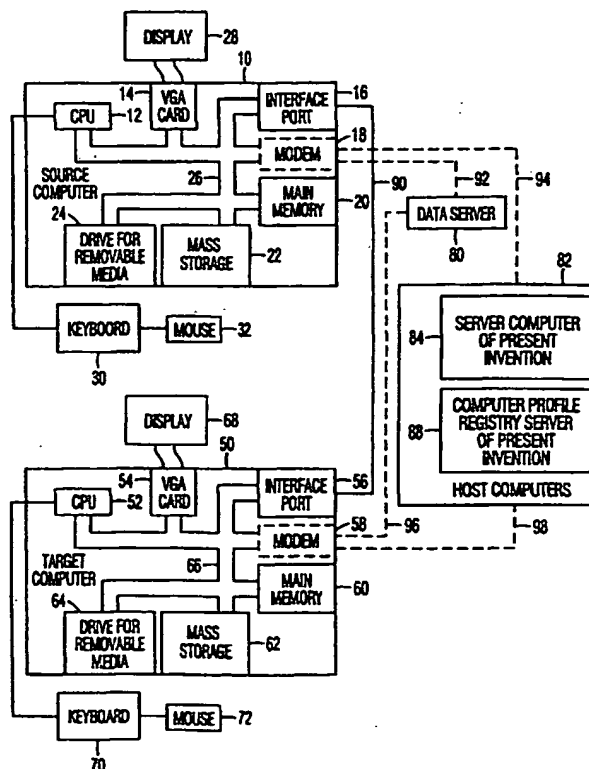 DISPLAY
28
10
14
VGA
CARD
INTERFACE
PORT
16
CPU
12
18
MODEM
SOURCE
COMPUTER
26
90
92
94
MAIN
MEMORY
20
DATA SERVER
80
24
DRIVE FOR
REMOVABLE
MEDIA
MASS
STORAGE
22
82
KEYBOORD
MOUSE
32
30
84
SERVER COMPUTER
OF PRESENT
INVENTION
DISPLAY
68
50
88
COMPUTER PROFILE
REGISTRY SERVER
OF PRESENT
INVENTION
HOST COMPUTERS
54
VGA
CARD
INTERFACE
PORT
56
CPU
52
58
MODEM
96
98
TARGET
COMPUTER
66
MAIN
MEMORY
60
64
DRIVE FOR
REMOVABLE
MEDIA
MASS
STORAGE
62
KEYBOARD
MOUSE
72
70